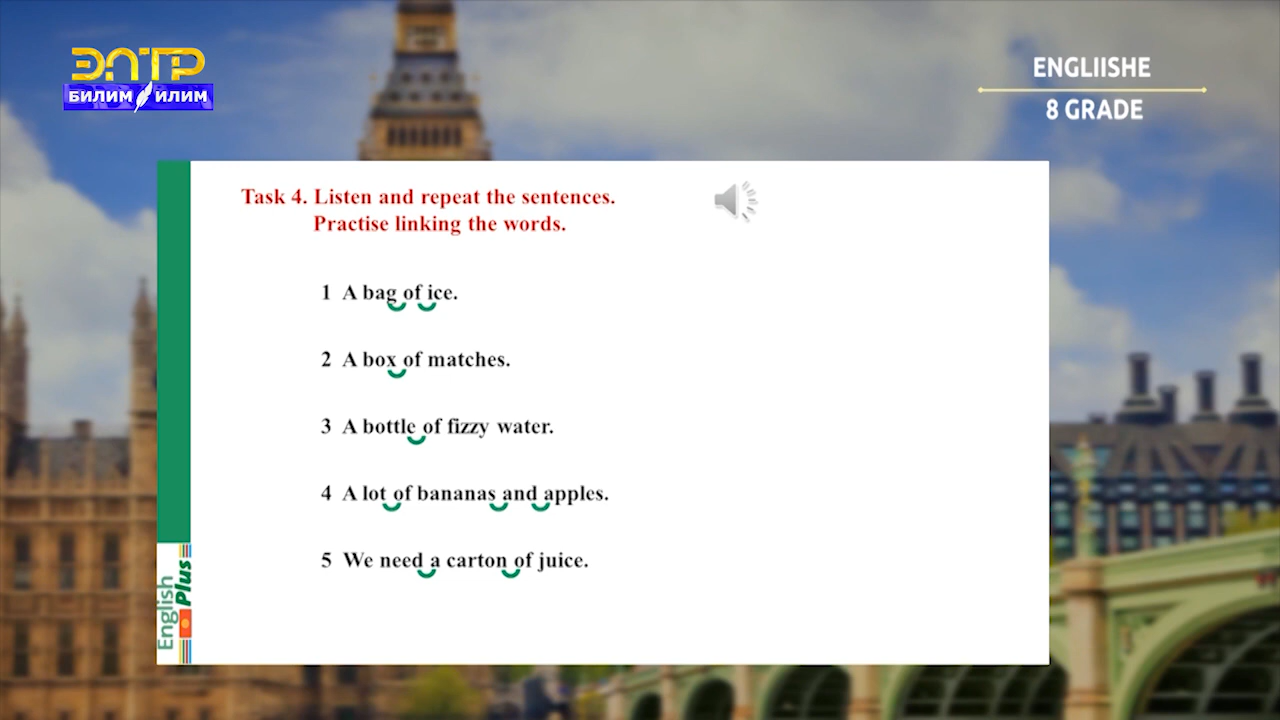 ЭЛТР
БИЛИМ ИЛИМ
ENGLIISHE
8 GRADE
Task 4. Listen and repeat the sentences.
Practise linking the words.
1 A bag of ice.
2 A box of matches.
3 A bottle of fizzy water.
4 A lot of bananas and apples.
5 We need a carton of juice.
English
Plus